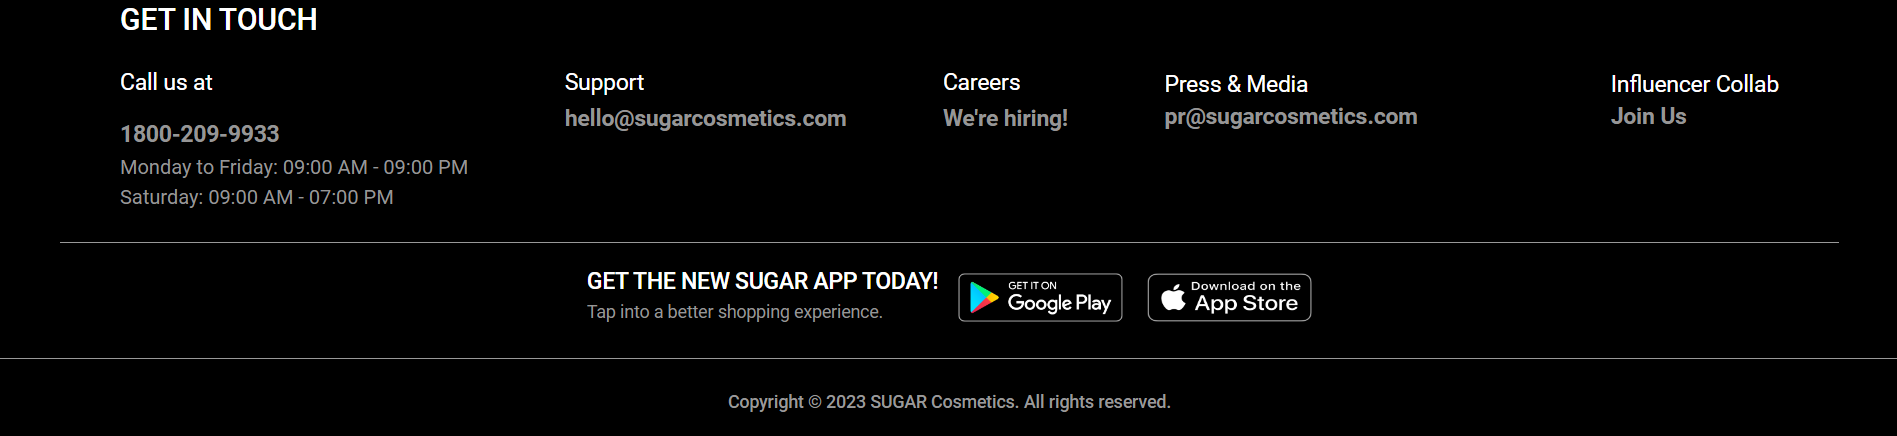 GET IN TOUCH
Call us at
1800-209-9933
Monday to Friday: 09:00 AM - 09:00 PM
Saturday: 09:00 AM - 07:00 PM
Support
hello@sugarcosmetics.com
Careers
We're hiring!
Press & Media
pr@sugarcosmetics.com
Influencer Collab
Join Us
GET THE NEW SUGAR APP TODAY!
Tap into a better shopping experience.
GET IT ON
Google Play
Download on the
App Store
Copyright © 2023 SUGAR Cosmetics. All rights reserved.